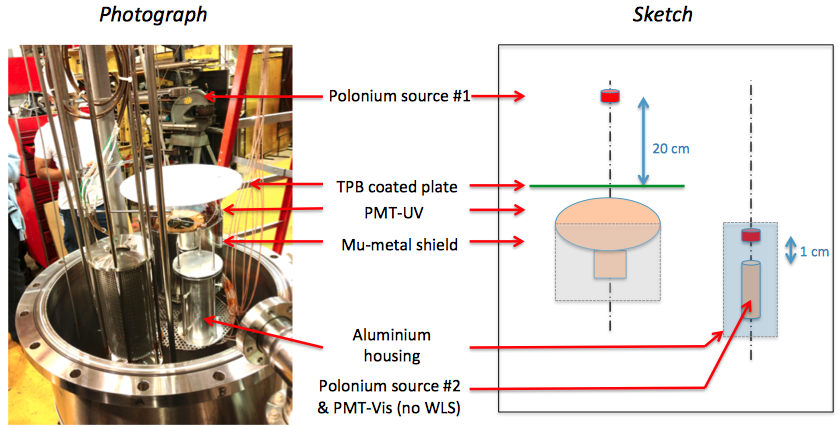 Photograph
Sketch
Polonium source #1
20 cm
TPB coated plate
PMT-UV
Mu-metal shield
1 cm
Aluminium
housing
Polonium source #2
& PMT-Vis (no WLS)